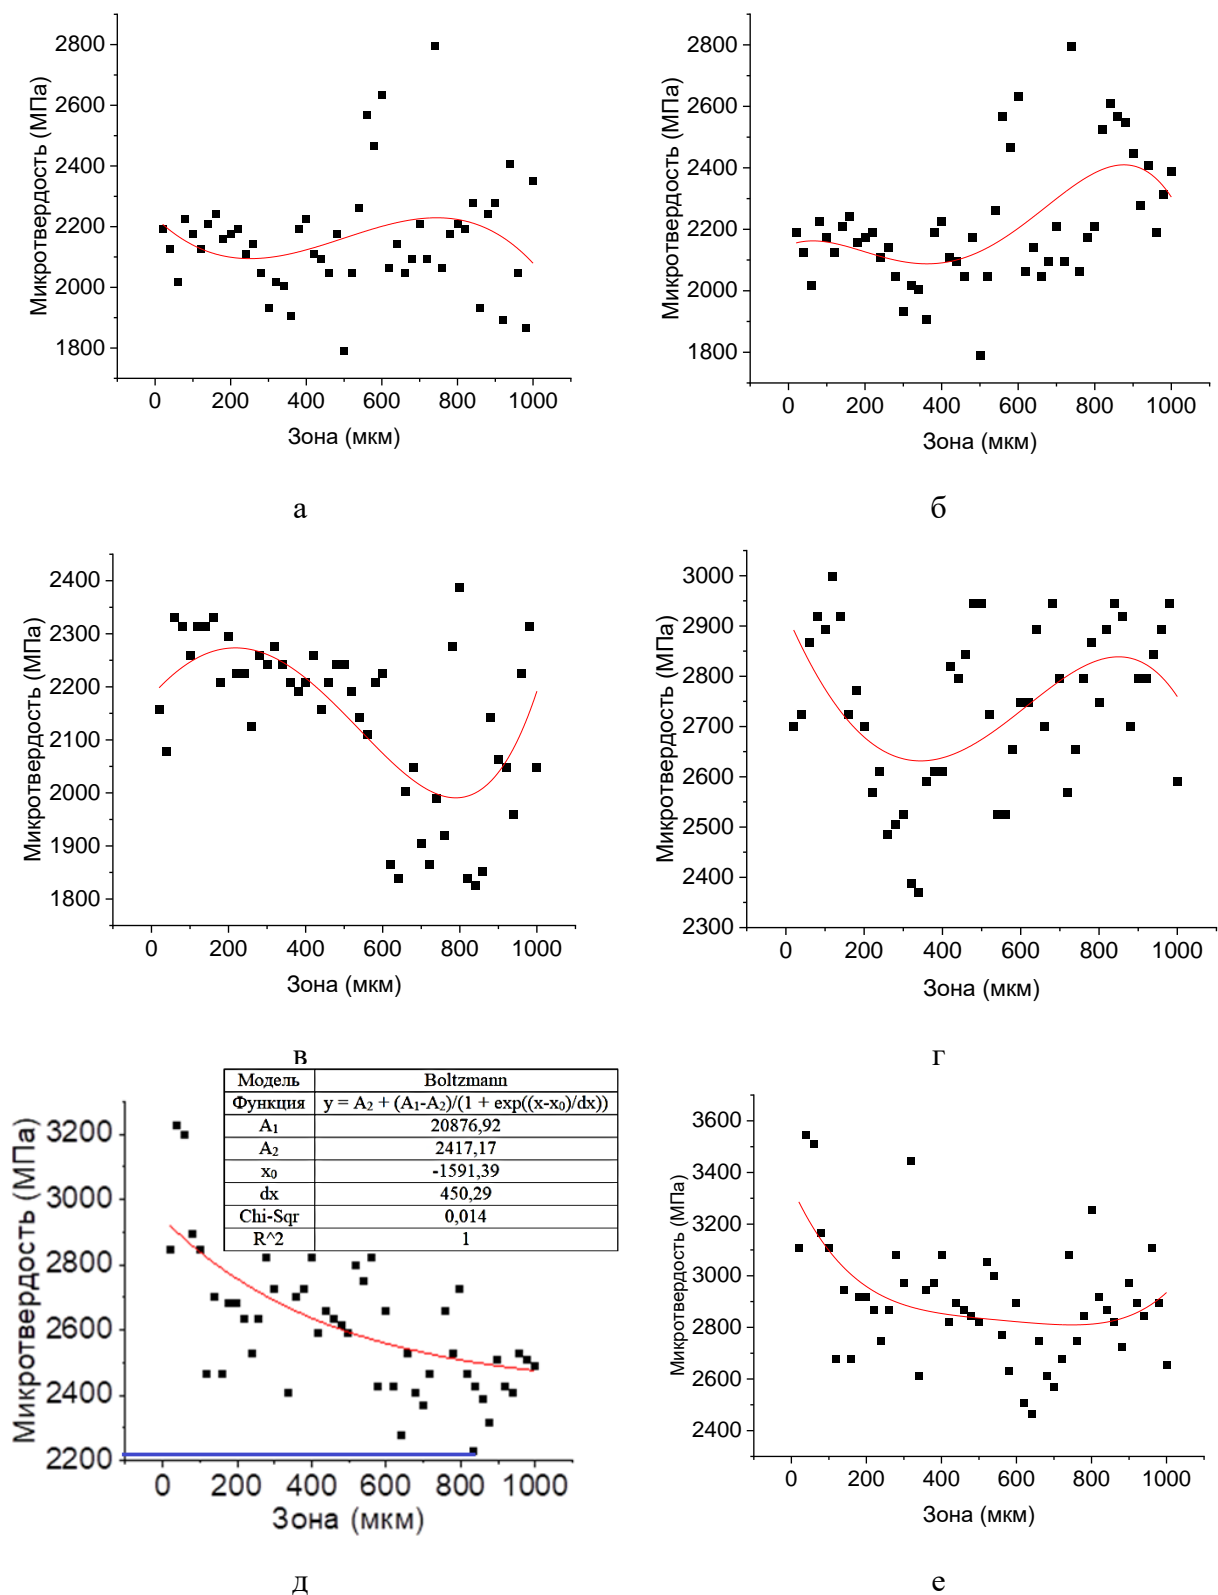 2800
2600
2400
2200
2000
1800
Микротвердость (МПа)
0 200 400 600 800 1000
Зона (мкм)
а
2800
2600
2400
2200
2000
1800
Микротвердость (МПа)
0 200 400 600 800 1000
Зона (мкм)
б
2400
2300
2200
2100
2000
1900
1800
Микротвердость (МПа)
0 200 400 600 800 1000
Зона (мкм)
в
3000
2900
2800
2700
2600
2500
2400
2300
Микротвердость (МПа)
0 200 400 600 800 1000
Зона (мкм)
г
Модель Boltzmann
Функция y = A₂ + (A₁-A₂)/(1 + exp((x-x₀)/dx))
A₁ 20876,92
A₂ 2417,17
x₀ -1591,39
dx 450,29
Chi-Sqr 0,014
R^2 1
3200
3000
2800
2600
2400
2200
Микротвердость (МПа)
0 200 400 600 800 1000
Зона (мкм)
д
3600
3400
3200
3000
2800
2600
2400
Микротвердость (МПа)
0 200 400 600 800 1000
Зона (мкм)
е